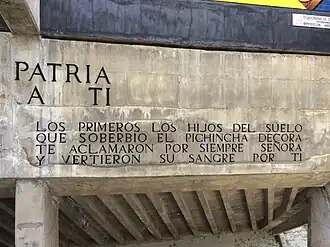 PATRIA
A TI
LOS PRIMEROS LOS HIJOS DEL SUELO
QUE SOBERBIO EL PICHINCHA DECORA
TE ACLAMARON POR SIEMPRE SEÑORA
Y VERTIERON SU SANGRE POR TI